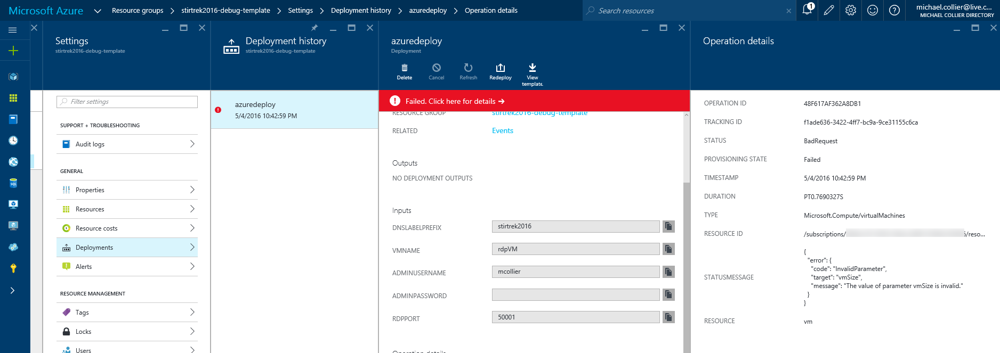 Microsoft Azure
Resource groups > stirtrek2016-debug-template > Settings > Deployment history > azuredeploy > Operation details
Search resources
1
michael.collier@live.c...
MICHAEL COLLIER DIRECTORY
Settings
stirtrek2016-debug-template
Filter settings
SUPPORT + TROUBLESHOOTING
Audit logs
GENERAL
Properties
Resources
Resource costs
Deployments
Alerts
RESOURCE MANAGEMENT
Tags
Locks
Users
Deployment history
stirtrek2016-debug-template
azuredeploy
5/4/2016 10:42:59 PM
azuredeploy
Deployment
Delete
Cancel
Refresh
Redeploy
View
template
Failed. Click here for details →
RESOURCE GROUP stirtrek2016-debug-template
RELATED Events
Outputs
NO DEPLOYMENT OUTPUTS
Inputs
DNSLABELPREFIX stirtrek2016
VMNAME rdpVM
ADMINUSERNAME mcollier
ADMINPASSWORD
RDPPORT 50001
Operation details
Operation details
OPERATION ID 48F617AF362A8DB1
TRACKING ID f1ade636-3422-4ff7-bc9a-9ce31155c6ca
STATUS BadRequest
PROVISIONING STATE Failed
TIMESTAMP 5/4/2016 10:42:59 PM
DURATION PT0.7690327S
TYPE Microsoft.Compute/virtualMachines
RESOURCE ID /subscriptions/ /reso...
STATUSMESSAGE
{
"error": {
"code": "InvalidParameter",
"target": "vmSize",
"message": "The value of parameter vmSize is invalid."
}
}
RESOURCE vm